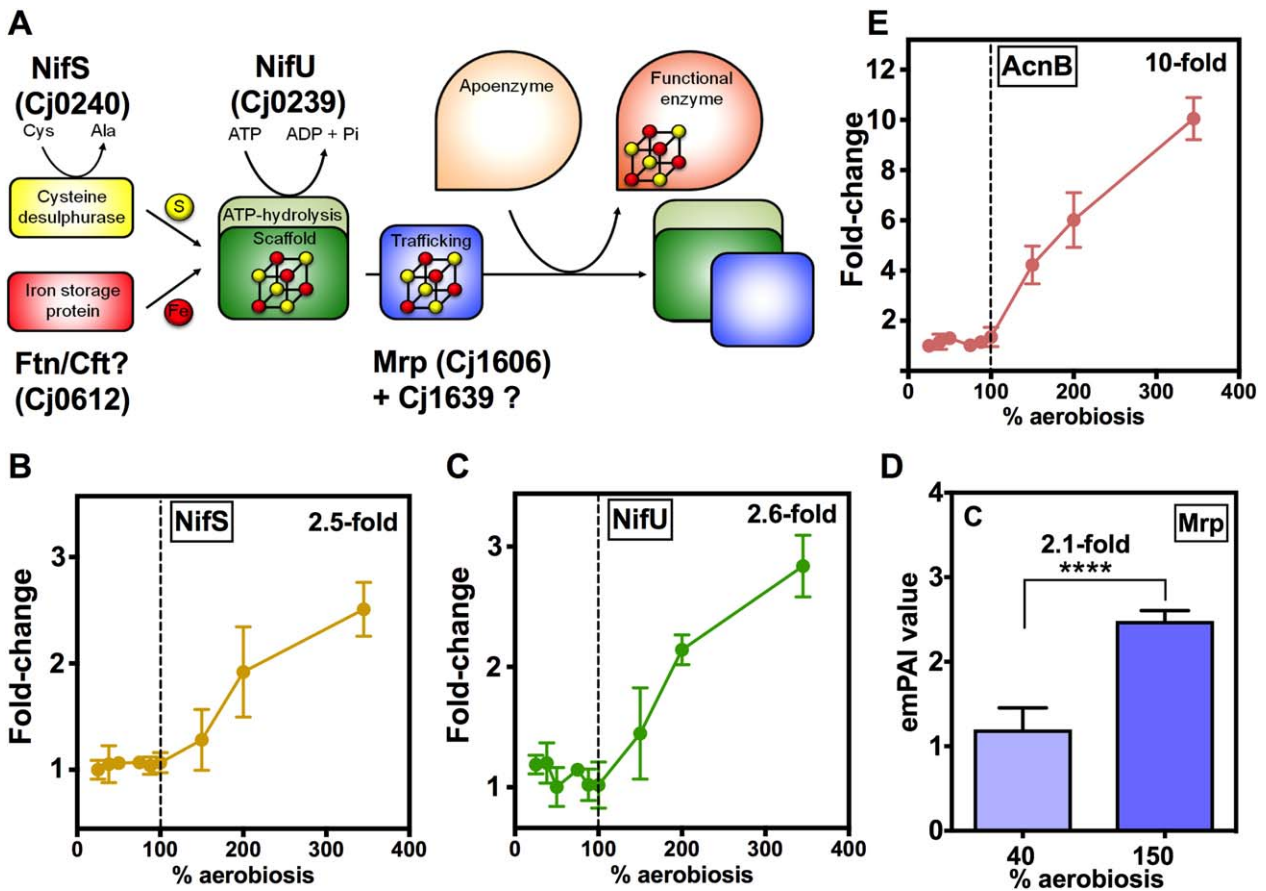 A
NifS
(Cj0240)
Cys
Ala
Cysteine
desulphurase
S
Iron storage
protein
Fe
Ftn/Cft?
(Cj0612)
NifU
(Cj0239)
ATP
ADP + Pi
ATP-hydrolysis
Scaffold
Trafficking
Mrp (Cj1606)
+ Cj1639 ?
Apoenzyme
Functional
enzyme
E
AcnB
10-fold
Fold-change
12
10
8
6
4
2
0
100
200
300
400
% aerobiosis
B
NifS
2.5-fold
Fold-change
3
2
1
0
100
200
300
400
% aerobiosis
C
NifU
2.6-fold
Fold-change
3
2
1
0
100
200
300
400
% aerobiosis
D
C
Mrp
2.1-fold
****
emPAI value
4
3
2
1
0
40
150
% aerobiosis